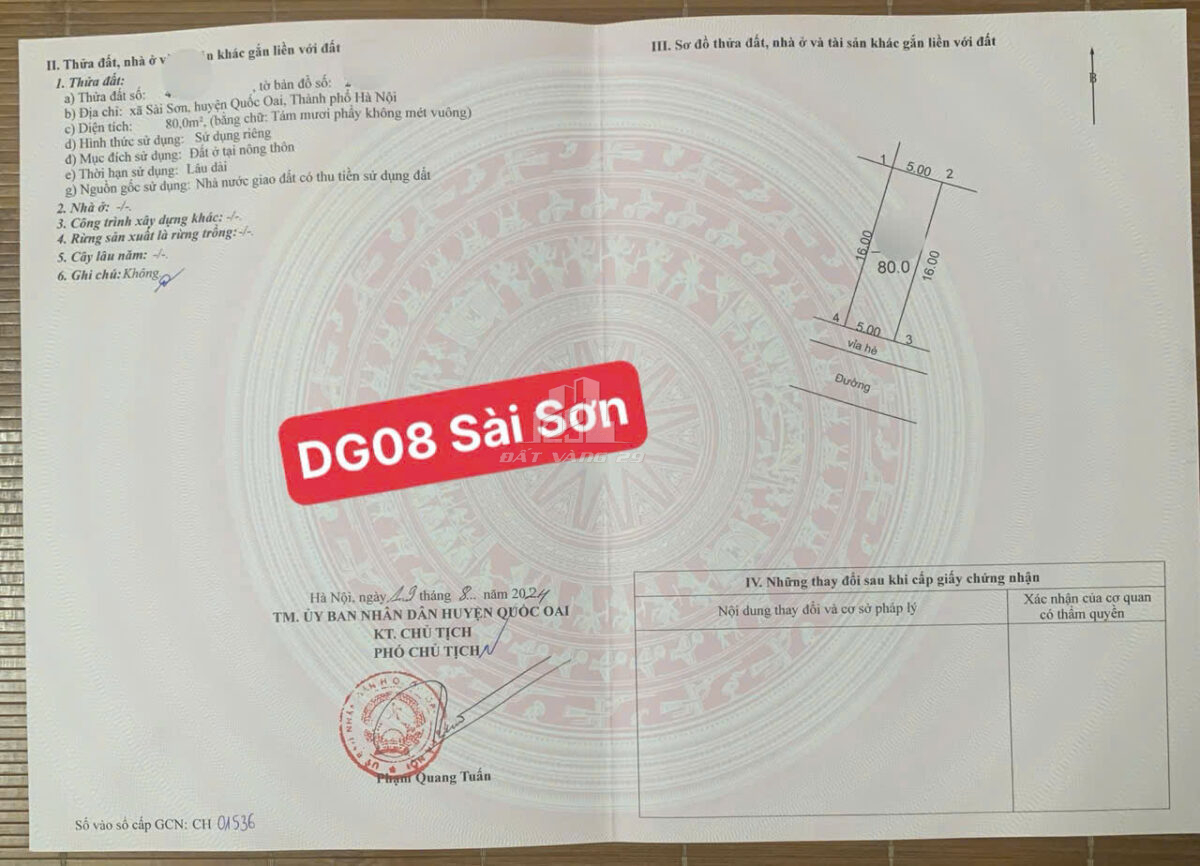 II. Thửa đất, nhà ở và tài sản khác gắn liền với đất
1. Thửa đất:
a) Thửa đất số: , tờ bản đồ số:
b) Địa chỉ: xã Sài Sơn, huyện Quốc Oai, Thành phố Hà Nội
c) Diện tích: 80,0m², (bằng chữ: Tám mươi phẩy không mét vuông)
d) Hình thức sử dụng: Sử dụng riêng
đ) Mục đích sử dụng: Đất ở tại nông thôn
e) Thời hạn sử dụng: Lâu dài
g) Nguồn gốc sử dụng: Nhà nước giao đất có thu tiền sử dụng đất
2. Nhà ở: -/-.
3. Công trình xây dựng khác: -/-.
4. Rừng sản xuất là rừng trồng: -/-.
5. Cây lâu năm: -/-.
6. Ghi chú: Không
III. Sơ đồ thửa đất, nhà ở và tài sản khác gắn liền với đất
B
1 5.00 2
16.00
80.0
16.00
4 5.00 3
vỉa hè
Đường
DG08 Sài Sơn
ĐẤT VÀNG 29
Hà Nội, ngày 19 tháng 8 năm 2024
TM. ỦY BAN NHÂN DÂN HUYỆN QUỐC OAI
KT. CHỦ TỊCH
PHÓ CHỦ TỊCH
Phạm Quang Tuấn
Số vào sổ cấp GCN: CH 01536
IV. Những thay đổi sau khi cấp giấy chứng nhận
Nội dung thay đổi và cơ sở pháp lý
Xác nhận của cơ quan
có thẩm quyền